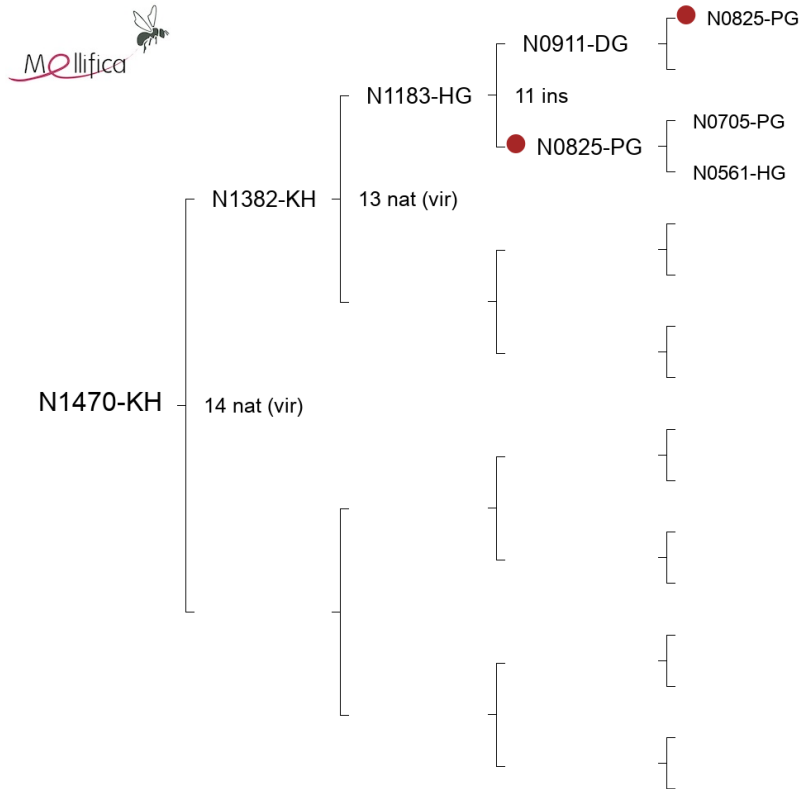 Mellifica
N0825-PG
N0911-DG
N1183-HG
11 ins
N0705-PG
N0825-PG
N0561-HG
N1382-KH
13 nat (vir)
N1470-KH
14 nat (vir)